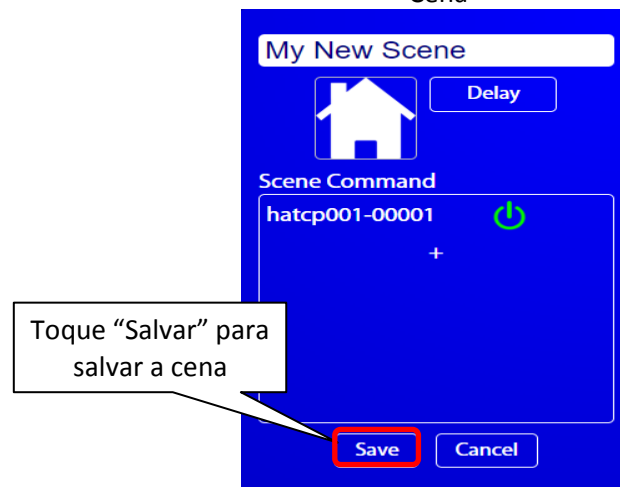 Cena
My New Scene
Delay
Scene Command
hatcp001-00001
+
Toque “Salvar” para
salvar a cena
Save Cancel